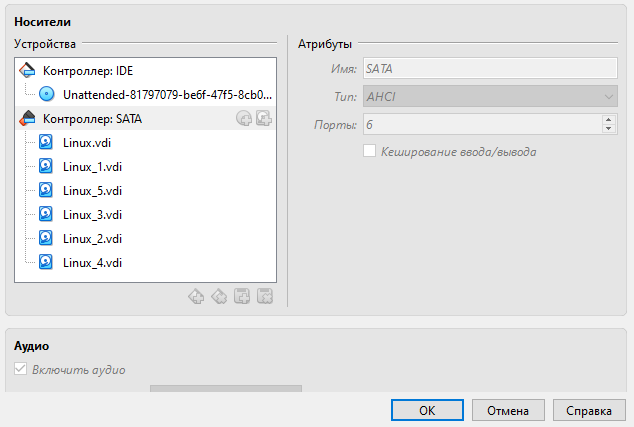 Носители
Устройства
Контроллер: IDE
Unattended-81797079-be6f-47f5-8cb0...
Контроллер: SATA
Linux.vdi
Linux_1.vdi
Linux_5.vdi
Linux_3.vdi
Linux_2.vdi
Linux_4.vdi
Атрибуты
Имя: SATA
Тип: AHCI
Порты: 6
Кеширование ввода/вывода
Аудио
Включить аудио
OK Отмена Справка